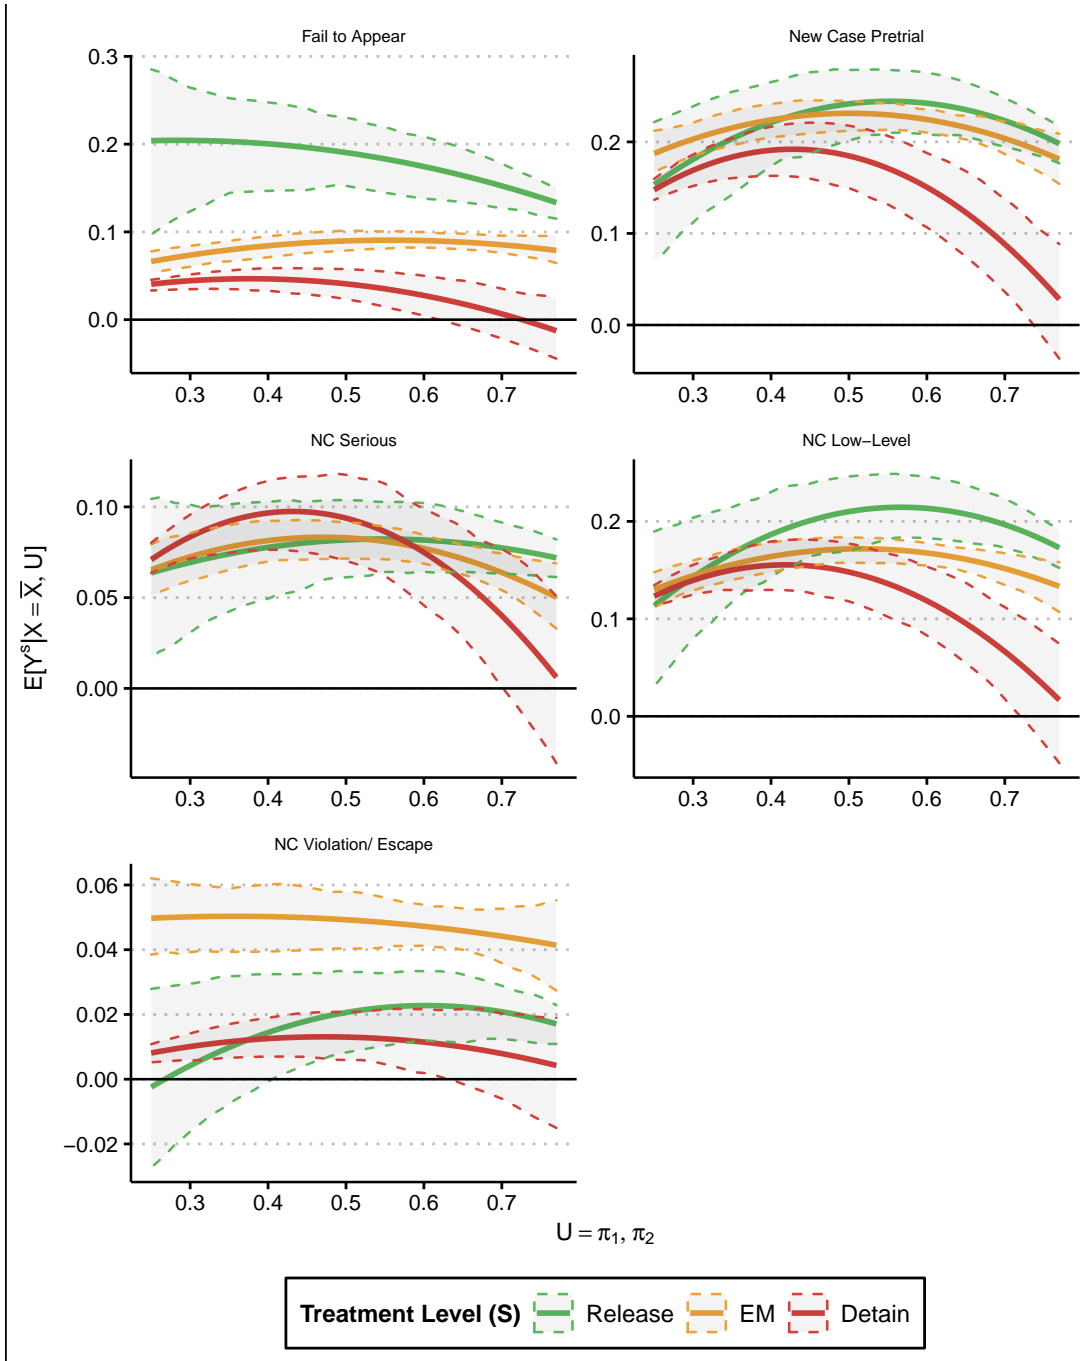 Fail to Appear
0.3
0.2
0.1
0.0
0.3 0.4 0.5 0.6 0.7
New Case Pretrial
0.2
0.1
0.0
0.3 0.4 0.5 0.6 0.7
NC Serious
0.10
0.05
0.00
0.3 0.4 0.5 0.6 0.7
NC Low−Level
0.2
0.1
0.0
0.3 0.4 0.5 0.6 0.7
NC Violation/ Escape
0.06
0.04
0.02
0.00
−0.02
0.3 0.4 0.5 0.6 0.7
E[Yˢ|X = X̅, U]
U = π₁, π₂
Treatment Level (S) Release EM Detain